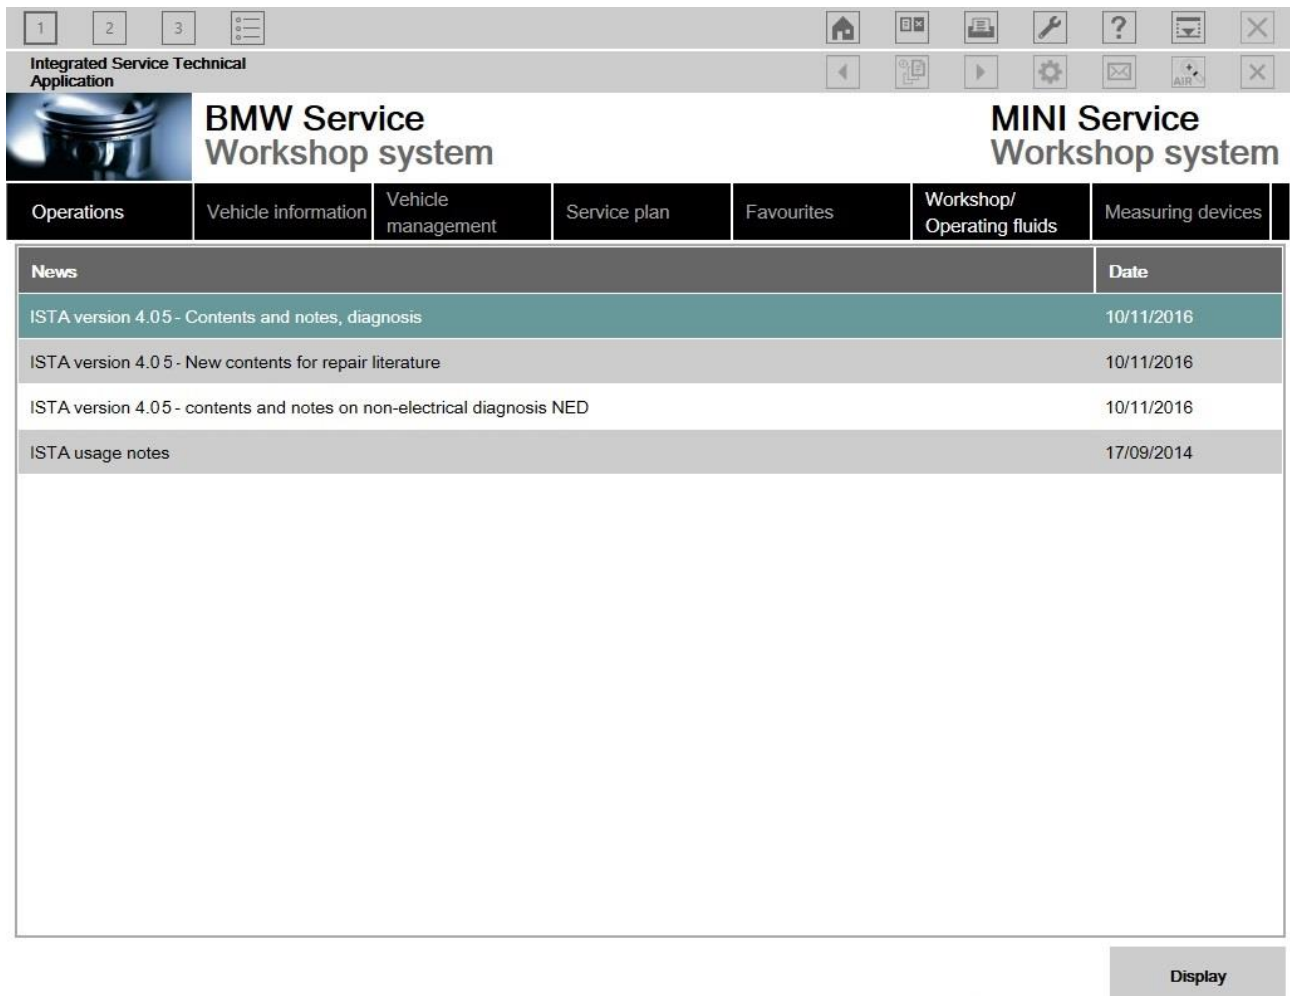 1 2 3
?
Integrated Service Technical
Application
AIR
BMW Service
Workshop system
MINI Service
Workshop system
Operations
Vehicle information
Vehicle
management
Service plan
Favourites
Workshop/
Operating fluids
Measuring devices
News Date
ISTA version 4.05 - Contents and notes, diagnosis 10/11/2016
ISTA version 4.05 - New contents for repair literature 10/11/2016
ISTA version 4.05 - contents and notes on non-electrical diagnosis NED 10/11/2016
ISTA usage notes 17/09/2014
Display